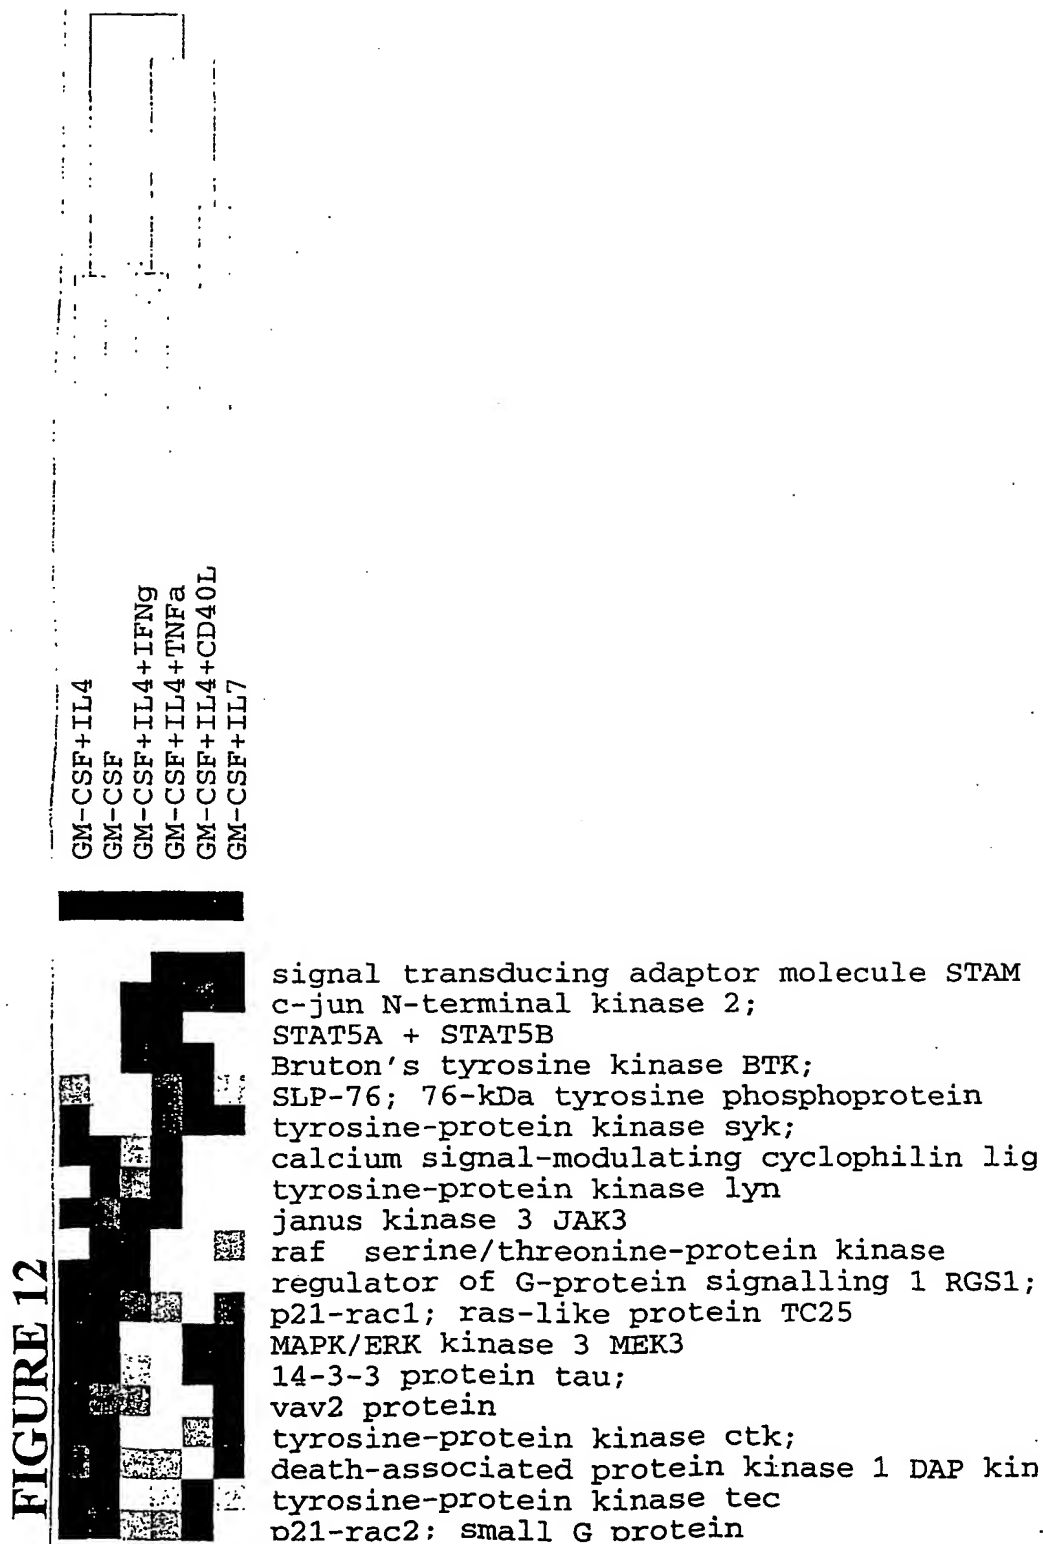 FIGURE 12
GM-CSF+IL4
GM-CSF
GM-CSF+IL4+IFNg
GM-CSF+IL4+TNFa
GM-CSF+IL4+CD40L
GM-CSF+IL7
signal transducing adaptor molecule STAM
c-jun N-terminal kinase 2;
STAT5A + STAT5B
Bruton's tyrosine kinase BTK;
SLP-76; 76-kDa tyrosine phosphoprotein
tyrosine-protein kinase syk;
calcium signal-modulating cyclophilin lig
tyrosine-protein kinase lyn
janus kinase 3 JAK3
raf serine/threonine-protein kinase
regulator of G-protein signalling 1 RGS1;
p21-rac1; ras-like protein TC25
MAPK/ERK kinase 3 MEK3
14-3-3 protein tau;
vav2 protein
tyrosine-protein kinase ctk;
death-associated protein kinase 1 DAP kin
tyrosine-protein kinase tec
p21-rac2; small G protein